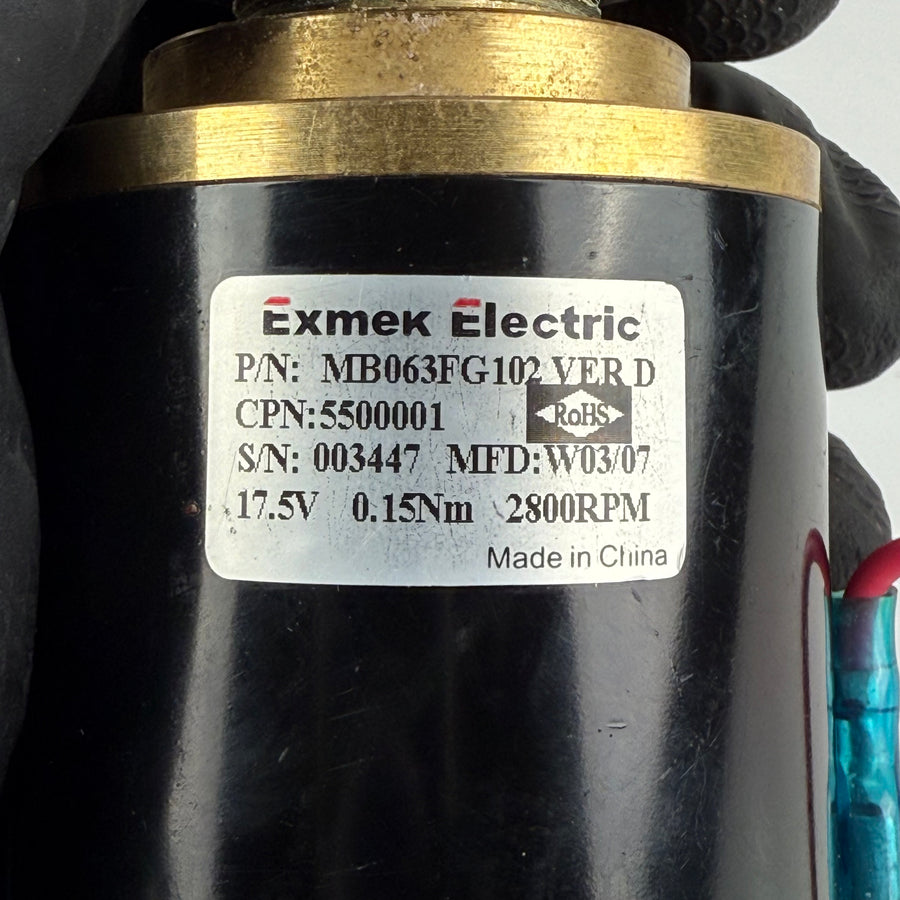 Exmek Electric
P/N: MB063FG102 VER D
CPN:5500001
RoHS
S/N: 003447 MFD:W03/07
17.5V 0.15Nm 2800RPM
Made in China